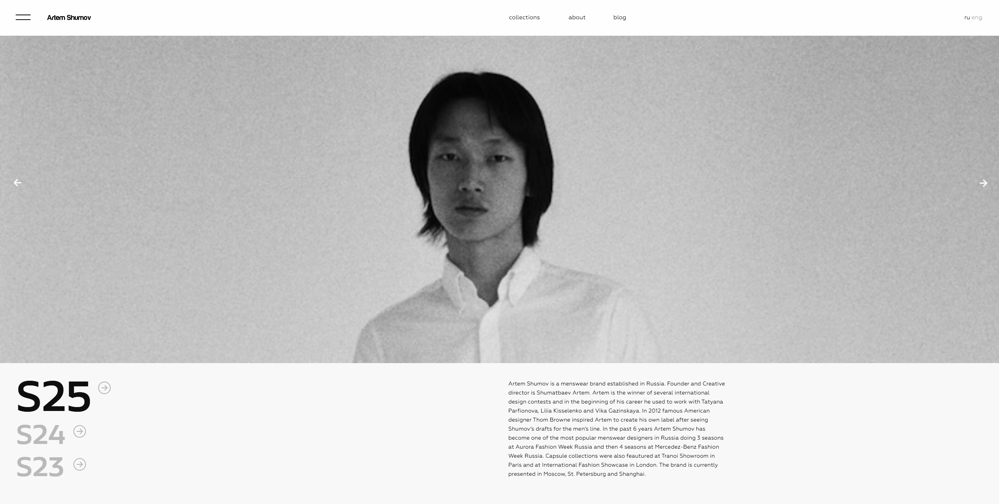 Artem Shumov
collections about blog
ru eng
S25
S24
S23
Artem Shumov is a menswear brand established in Russia. Founder and Creative
director is Shumatbaev Artem. Artem is the winner of several international
design contests and in the beginning of his career he used to work with Tatyana
Parfionova, Lilia Kisselenko and Vika Gazinskaya. In 2012 famous American
designer Thom Browne inspired Artem to create his own label after seeing
Shumov’s drafts for the men’s line. In the past 6 years Artem Shumov has
become one of the most popular menswear designers in Russia doing 3 seasons
at Aurora Fashion Week Russia and then 4 seasons at Mercedez-Benz Fashion
Week Russia. Capsule collections were also feautured at Tranoi Showroom in
Paris and at International Fashion Showcase in London. The brand is currently
presented in Moscow, St. Petersburg and Shanghai.